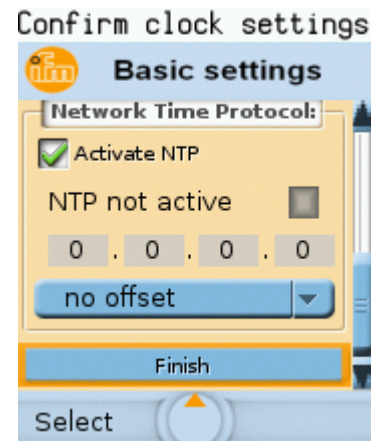 Confirm clock settings
ifm Basic settings
Network Time Protocol:
Activate NTP
NTP not active
0 . 0 . 0 . 0
no offset
Finish
Select